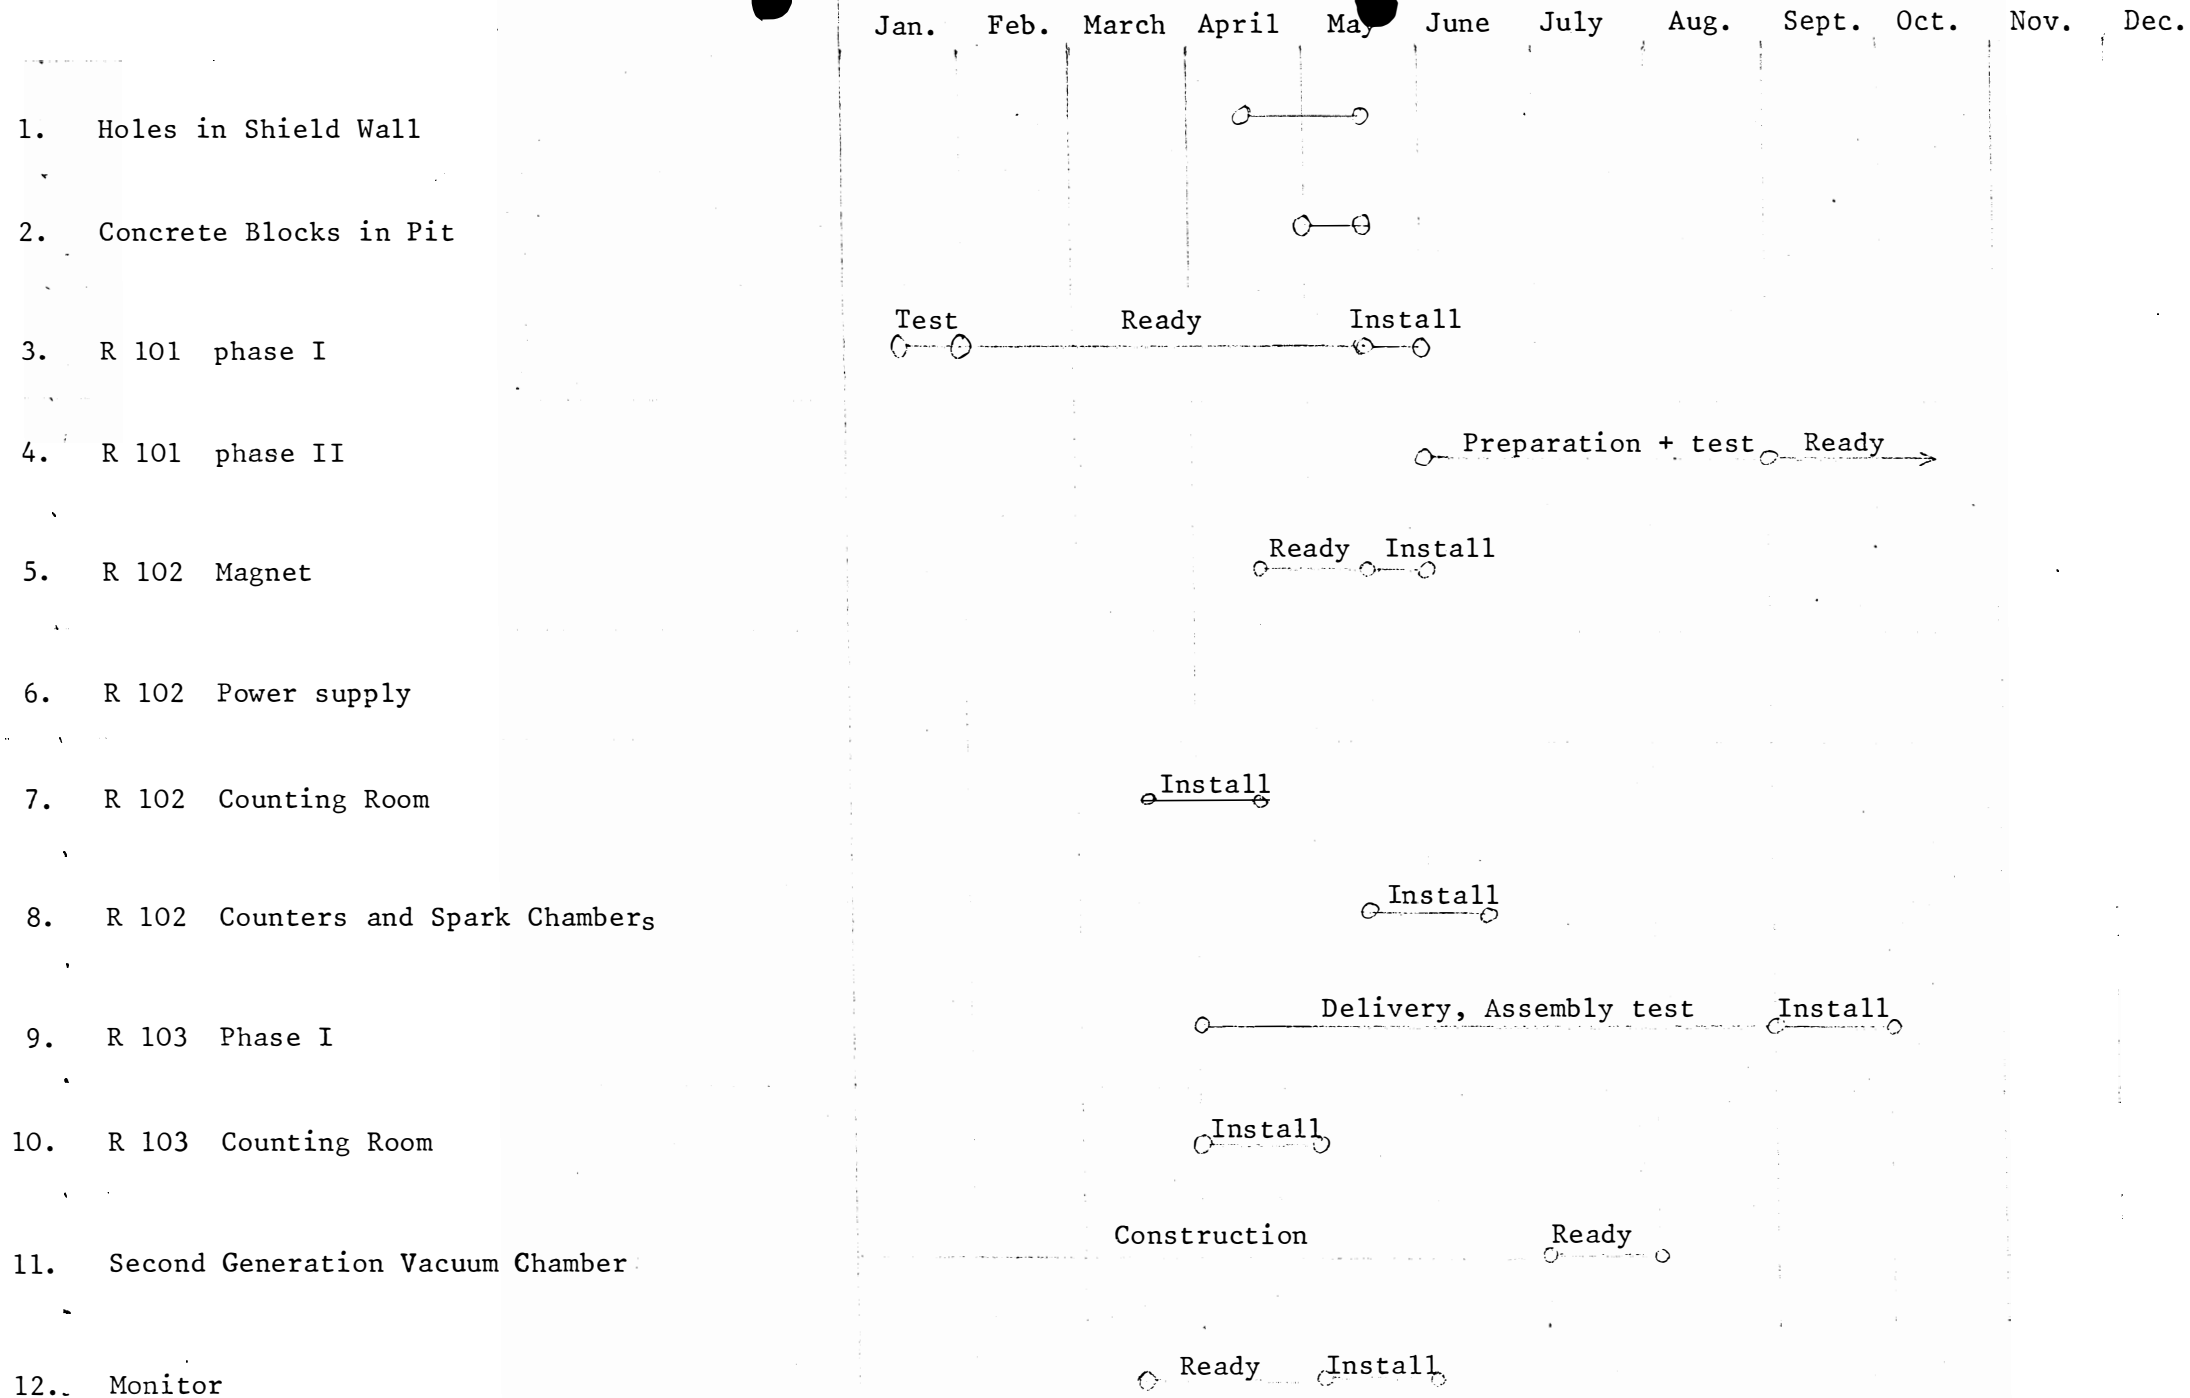 Jan. Feb. March April May June July Aug. Sept. Oct. Nov. Dec.
1. Holes in Shield Wall
2. Concrete Blocks in Pit
Test Ready Install
3. R 101 phase I
4. R 101 phase II Preparation + test Ready
Ready Install
5. R 102 Magnet
6. R 102 Power supply
Install
7. R 102 Counting Room
Install
8. R 102 Counters and Spark Chambers
Delivery, Assembly test Install
9. R 103 Phase I
Install
10. R 103 Counting Room
Construction Ready
11. Second Generation Vacuum Chamber
Ready Install
12. Monitor